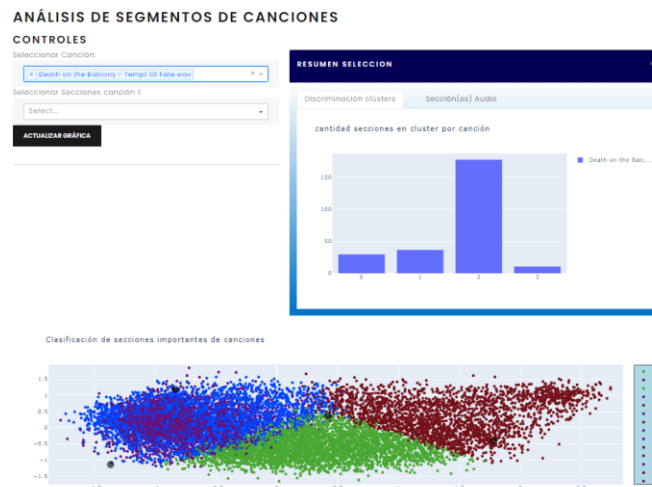 ANÁLISIS DE SEGMENTOS DE CANCIONES
CONTROLES
Seleccionar Canción:
× Death on the Balcony - Templ Of Fate.wav
Seleccionar Secciones canción 1:
Select...
ACTUALIZAR GRÁFICA
RESUMEN SELECCION
Discriminación clústers
Sección(es) Audio
cantidad secciones en cluster por canción
Death on the Balc...
150
100
50
0
0 1 2 3
Clasificación de secciones importantes de canciones
1.5
1
0.5
0
−0.5
−1
−1.5